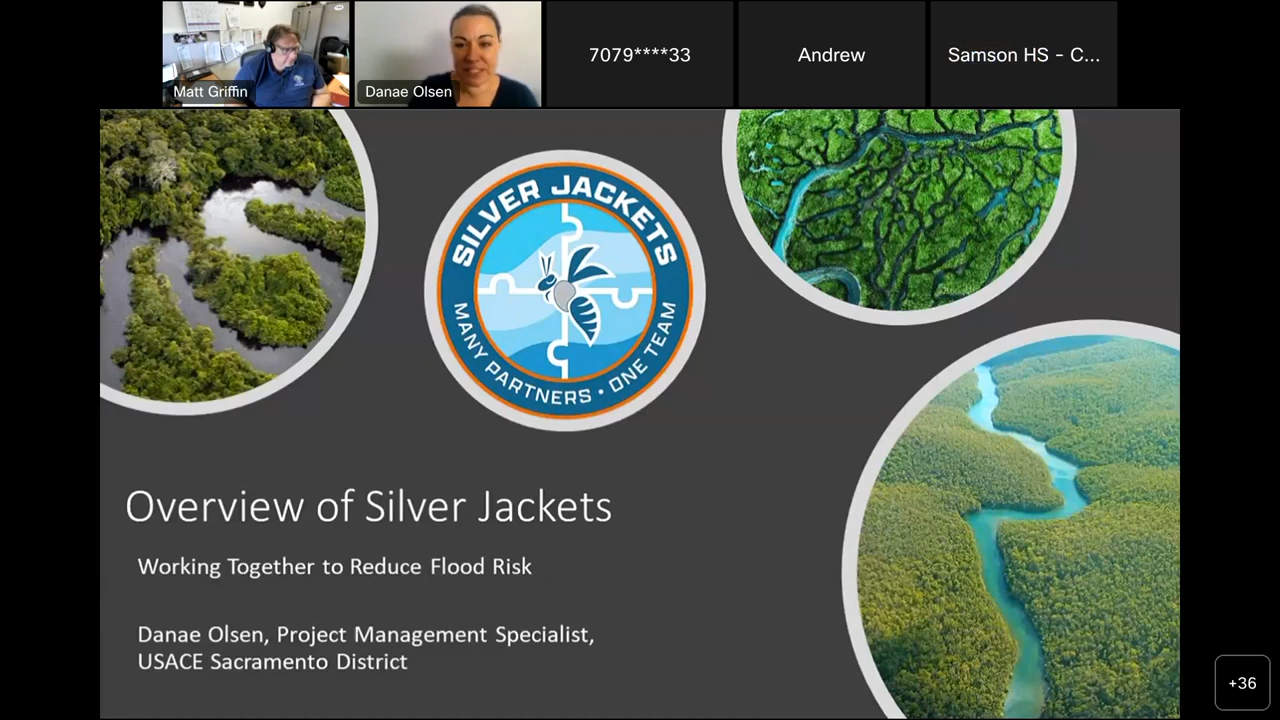 Matt Griffin
Danae Olsen
7079****33
Andrew
Samson HS - C...
SILVER JACKETS
MANY PARTNERS • ONE TEAM
Overview of Silver Jackets
Working Together to Reduce Flood Risk
Danae Olsen, Project Management Specialist,
USACE Sacramento District
+36